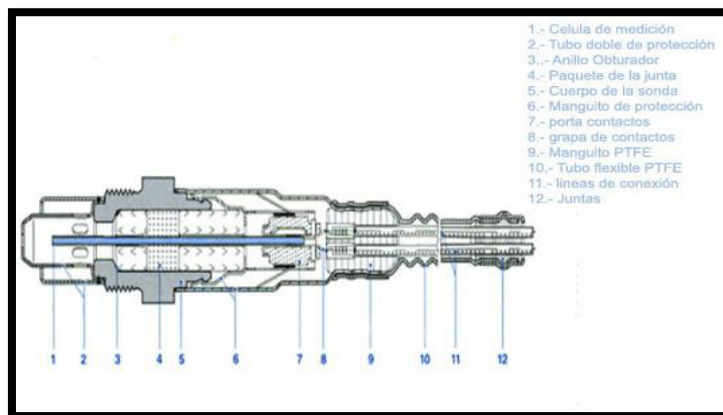 1.- Celula de medición
2.- Tubo doble de protección
3..- Anillo Obturador
4.- Paquete de la junta
5.- Cuerpo de la sonda
6.- Manguito de protección
7.- porta contactos
8.- grapa de contactos
9.- Manguito PTFE
10.- Tubo flexible PTFE
11.- lineas de conexión
12.- Juntas
1 2 3 4 5 6 7 8 9 10 11 12